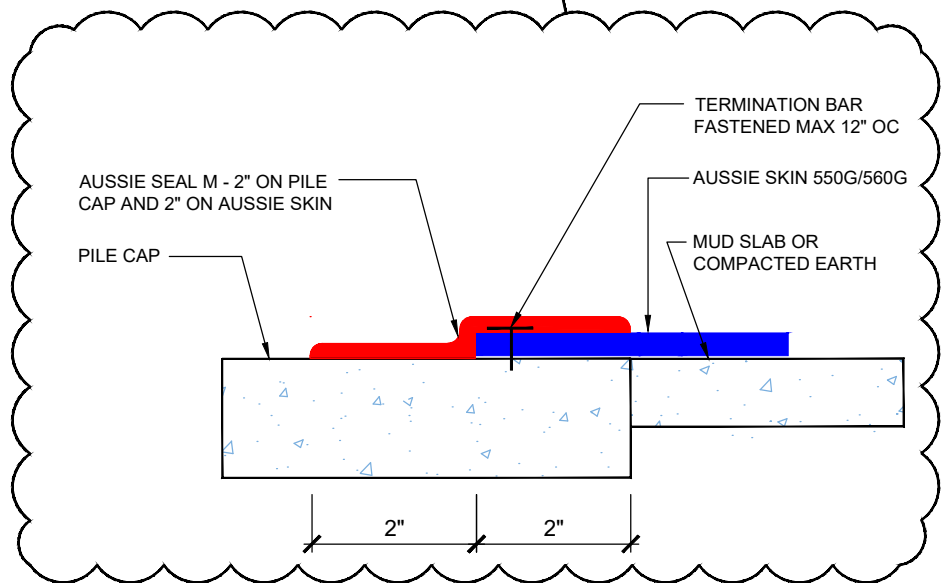 TERMINATION BAR
FASTENED MAX 12" OC
AUSSIE SEAL M - 2" ON PILE
CAP AND 2" ON AUSSIE SKIN
AUSSIE SKIN 550G/560G
PILE CAP
MUD SLAB OR
COMPACTED EARTH
2"
2"